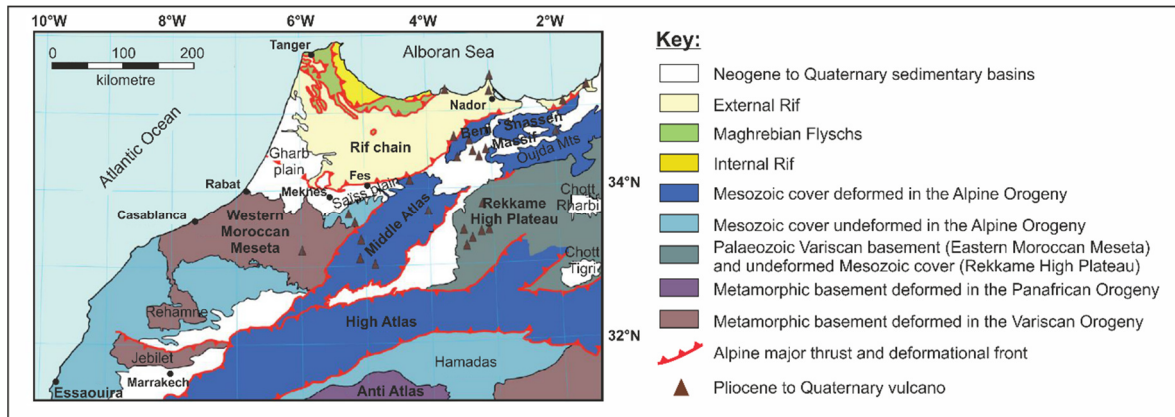 10°W
8°W
6°W
4°W
2°W
0
100
200
kilometre
Tanger
Alboran Sea
Atlantic Ocean
Nador
Beni Snassen
Massif
Oujda Mts
Rif chain
Gharb
plain
Fes
Rabat
Meknes
Saïss plain
34°N
Casablanca
Western
Moroccan
Meseta
Middle Atlas
Rekkame
High Plateau
Chott
Rharbi
Chott
Tigri
Rehamne
High Atlas
32°N
Jebilet
Hamadas
Marrakech
Essaouira
Anti Atlas
Key:
Neogene to Quaternary sedimentary basins
External Rif
Maghrebian Flyschs
Internal Rif
Mesozoic cover deformed in the Alpine Orogeny
Mesozoic cover undeformed in the Alpine Orogeny
Palaeozoic Variscan basement (Eastern Moroccan Meseta)
and undeformed Mesozoic cover (Rekkame High Plateau)
Metamorphic basement deformed in the Panafrican Orogeny
Metamorphic basement deformed in the Variscan Orogeny
Alpine major thrust and deformational front
Pliocene to Quaternary vulcano